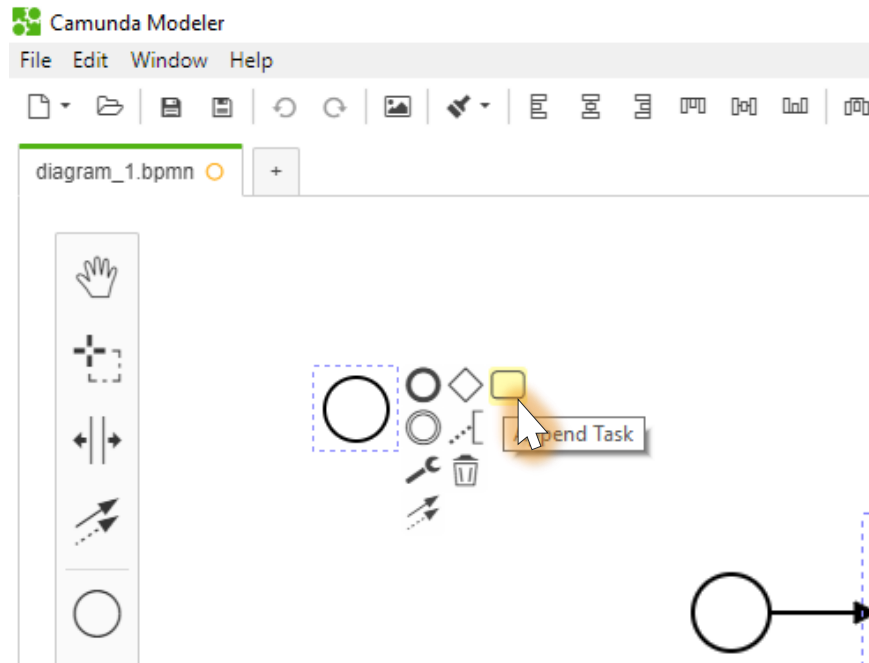 Camunda Modeler
File Edit Window Help
diagram_1.bpmn
+
Append Task